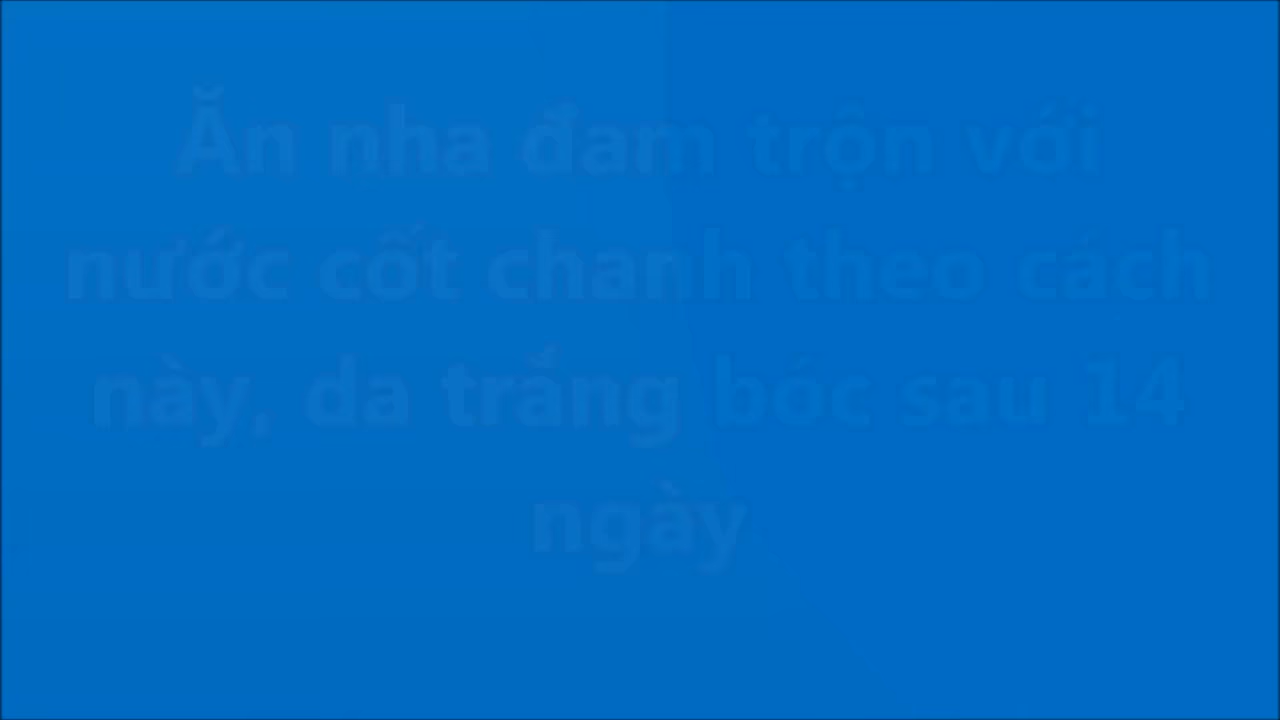 Ăn nha đam trộn với
nước cốt chanh theo cách
này, da trắng bóc sau 14
ngày